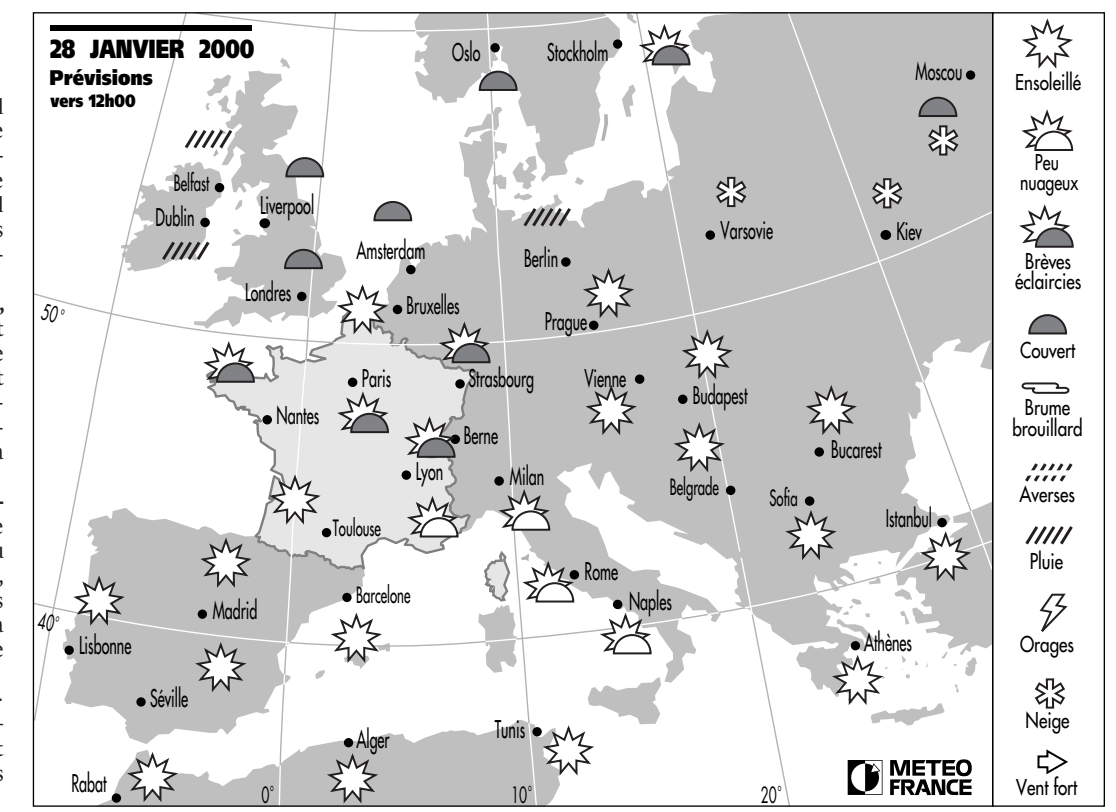 28 JANVIER 2000
Prévisions
vers 12h00
Oslo
Stockholm
Moscou
Belfast
Dublin
Liverpool
Amsterdam
Berlin
Varsovie
Kiev
Londres
Bruxelles
Prague
50°
Paris
Strasbourg
Vienne
Budapest
Nantes
Berne
Bucarest
Lyon
Milan
Belgrade
Sofia
Istanbul
Toulouse
Rome
Barcelone
Naples
Madrid
40°
Lisbonne
Athènes
Séville
Tunis
Alger
Rabat
0°
10°
20°
METEO
FRANCE
Ensoleillé
Peu
nuageux
Brèves
éclaircies
Couvert
Brume
brouillard
Averses
Pluie
Orages
Neige
Vent fort